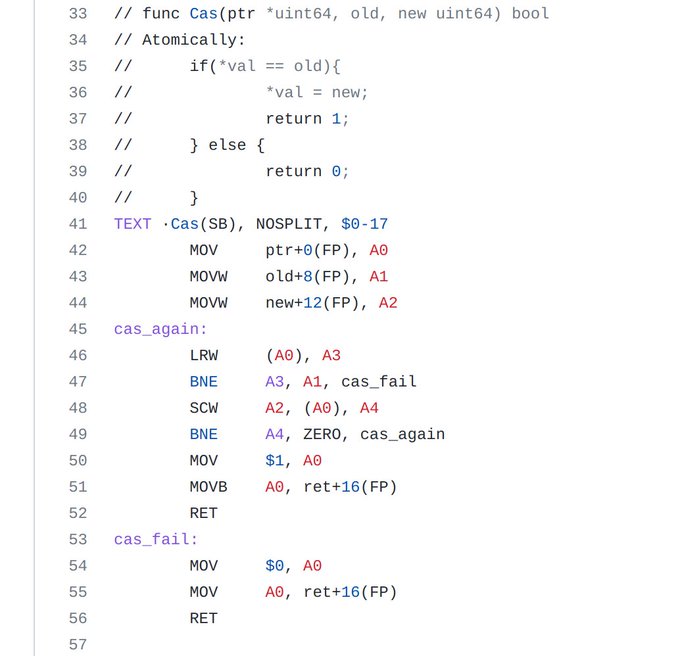 33 // func Cas(ptr *uint64, old, new uint64) bool
34 // Atomically:
35 //      if(*val == old){
36 //              *val = new;
37 //              return 1;
38 //      } else {
39 //              return 0;
40 //      }
41 TEXT ·Cas(SB), NOSPLIT, $0-17
42         MOV     ptr+0(FP), A0
43         MOVW    old+8(FP), A1
44         MOVW    new+12(FP), A2
45 cas_again:
46         LRW     (A0), A3
47         BNE     A3, A1, cas_fail
48         SCW     A2, (A0), A4
49         BNE     A4, ZERO, cas_again
50         MOV     $1, A0
51         MOVB    A0, ret+16(FP)
52         RET
53 cas_fail:
54         MOV     $0, A0
55         MOV     A0, ret+16(FP)
56         RET
57